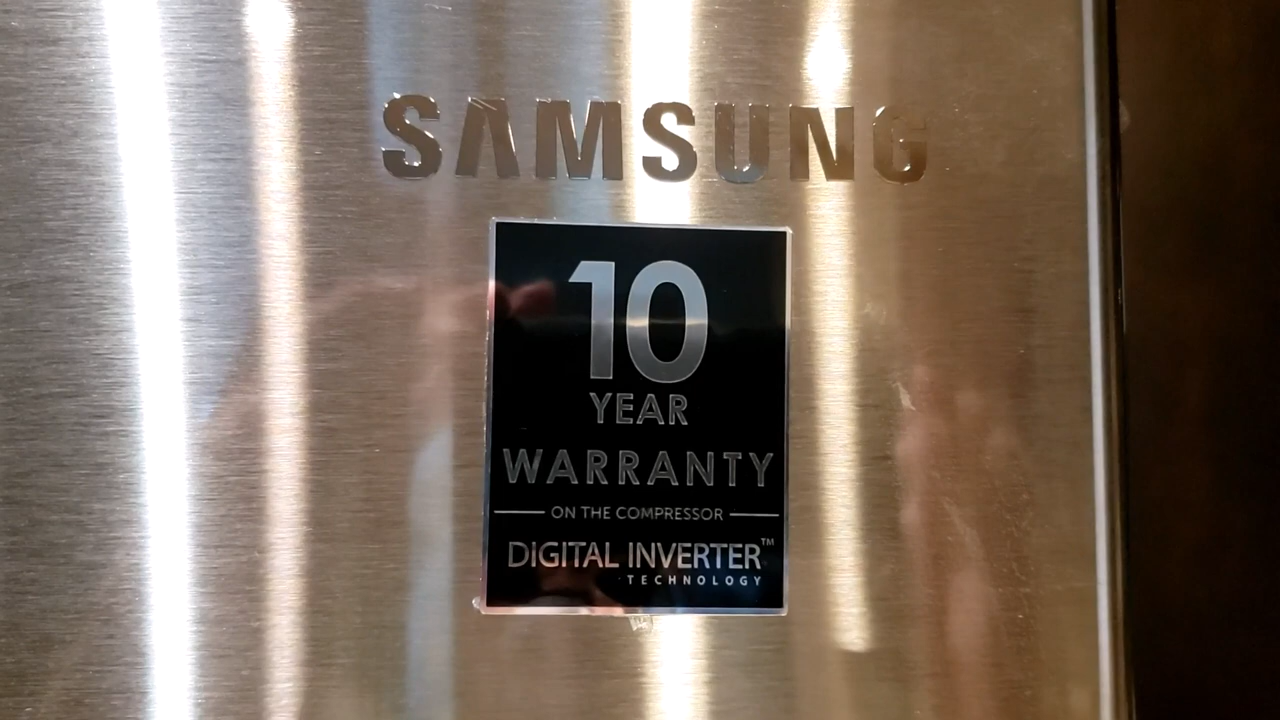 SAMSUNG
10
YEAR
WARRANTY
ON THE COMPRESSOR
DIGITAL INVERTER™
TECHNOLOGY